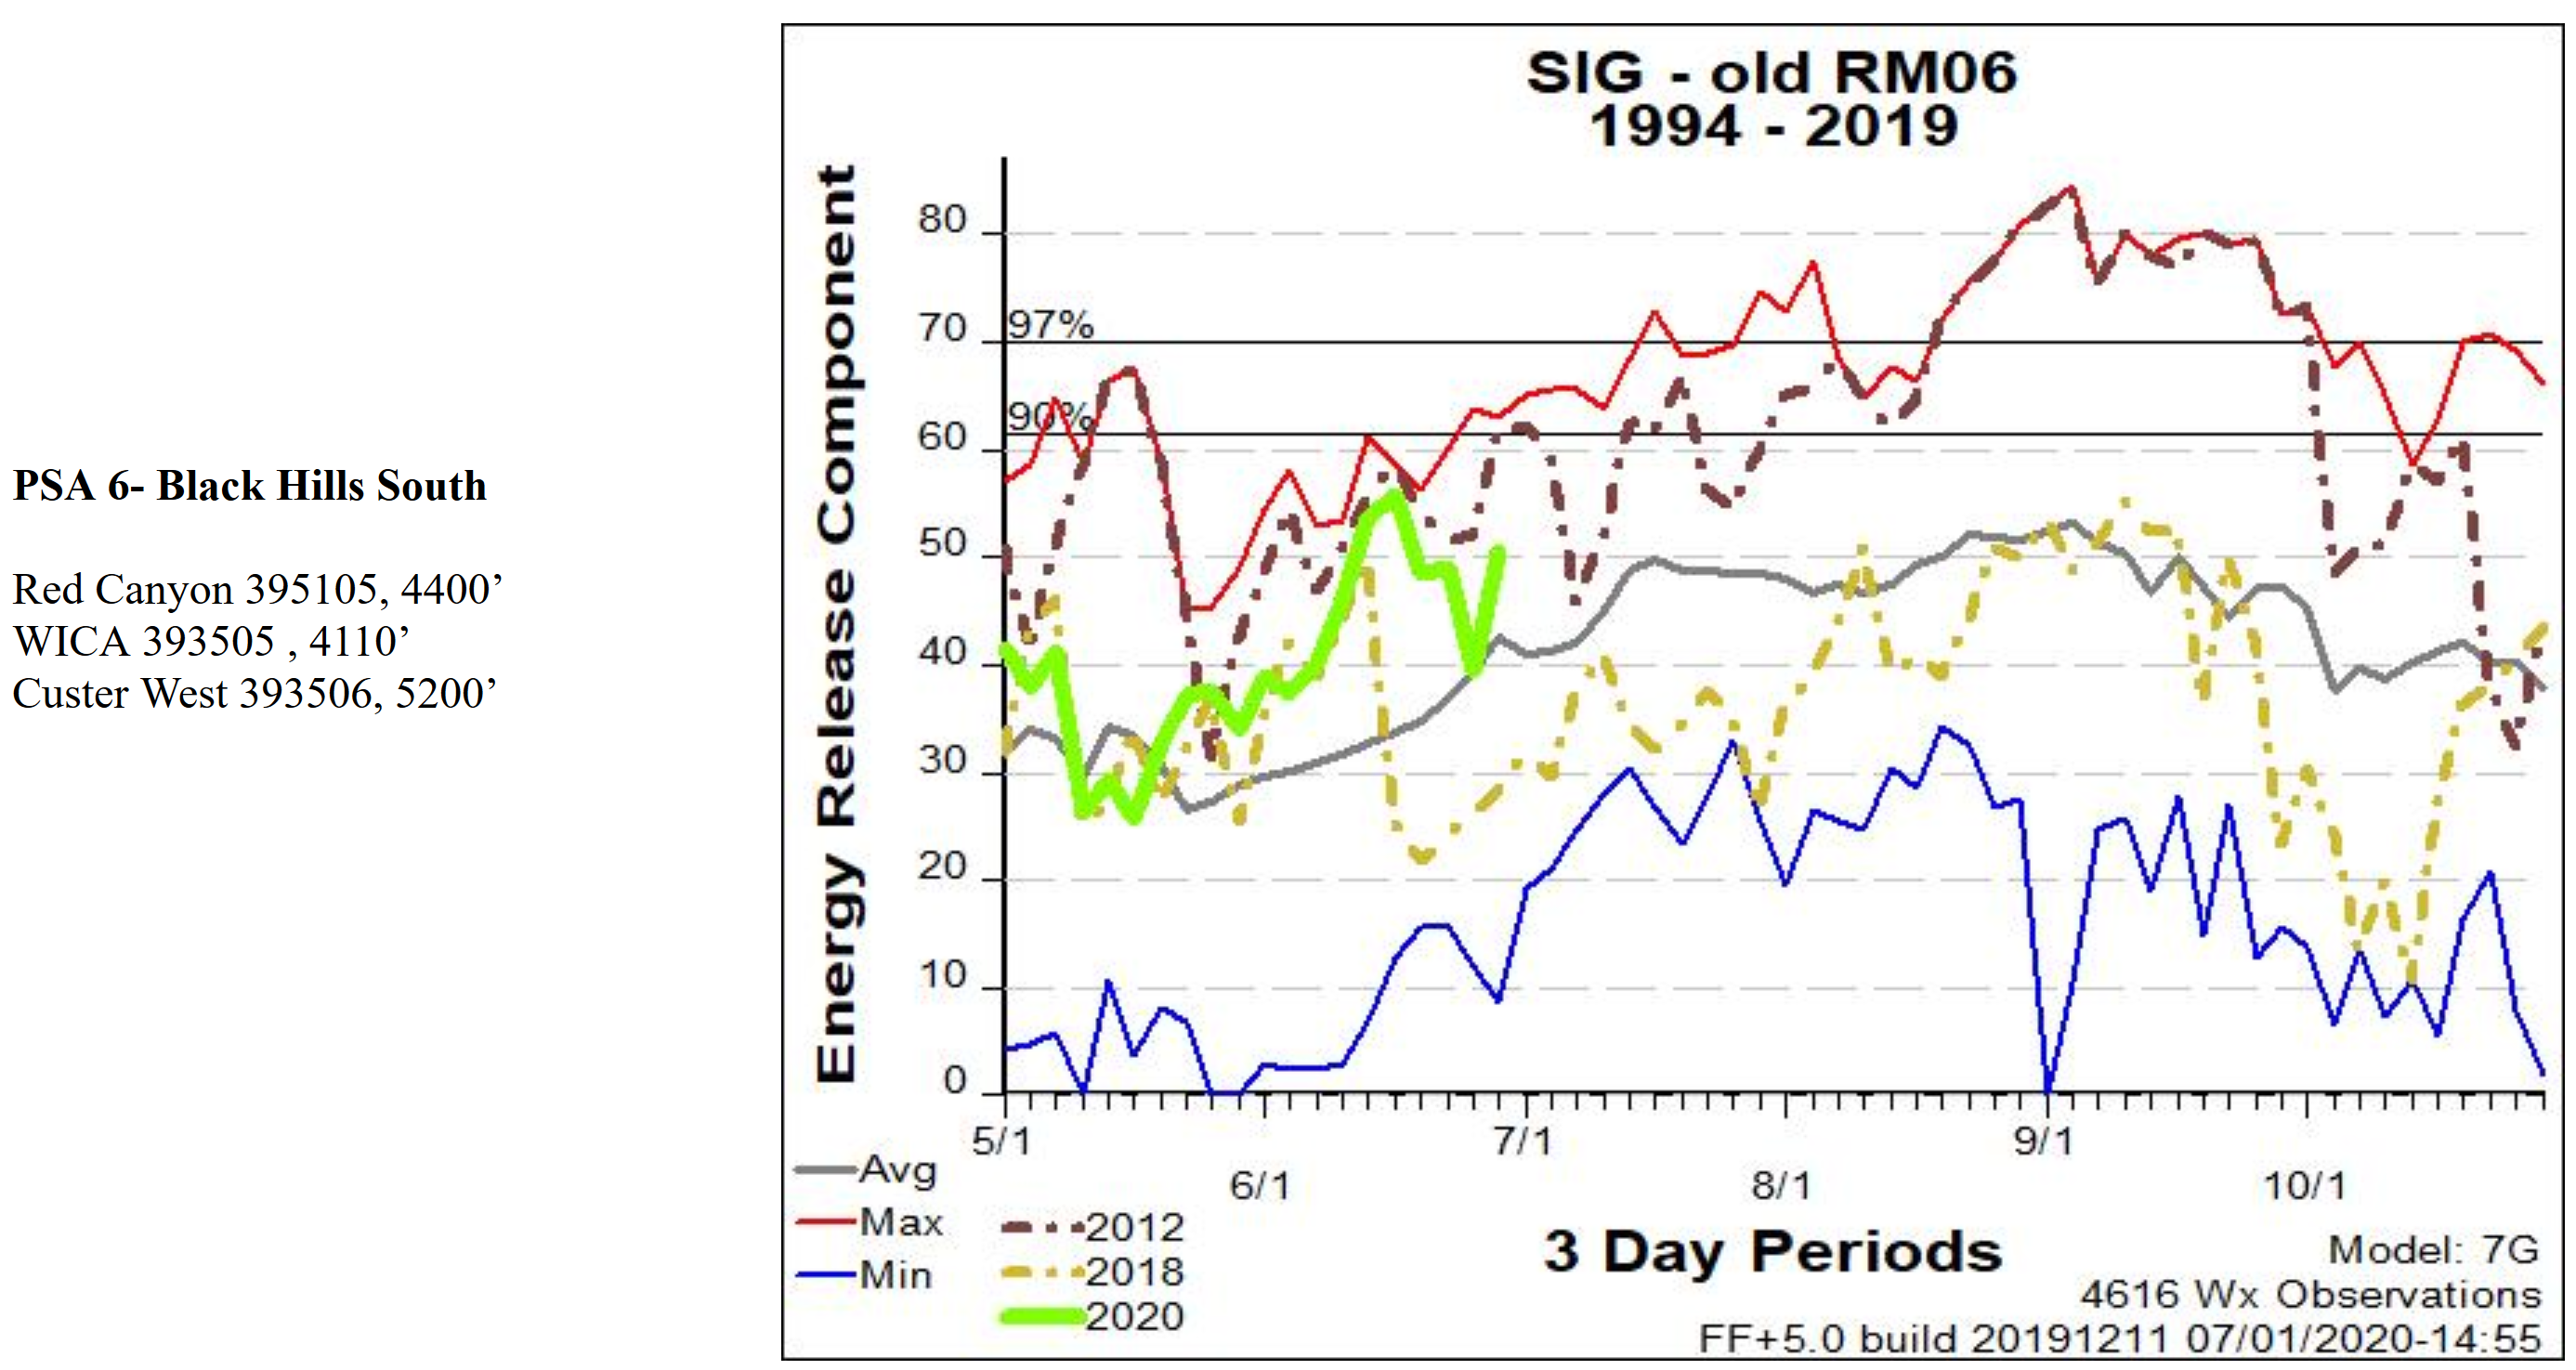 PSA 6- Black Hills South
Red Canyon 395105, 4400’
WICA 393505 , 4110’
Custer West 393506, 5200’
SIG - old RM06
1994 - 2019
Energy Release Component
80
70
60
50
40
30
20
10
0
97%
90%
5/1
6/1
7/1
8/1
9/1
10/1
3 Day Periods
Avg
Max
Min
2012
2018
2020
Model: 7G
4616 Wx Observations
FF+5.0 build 20191211 07/01/2020-14:55